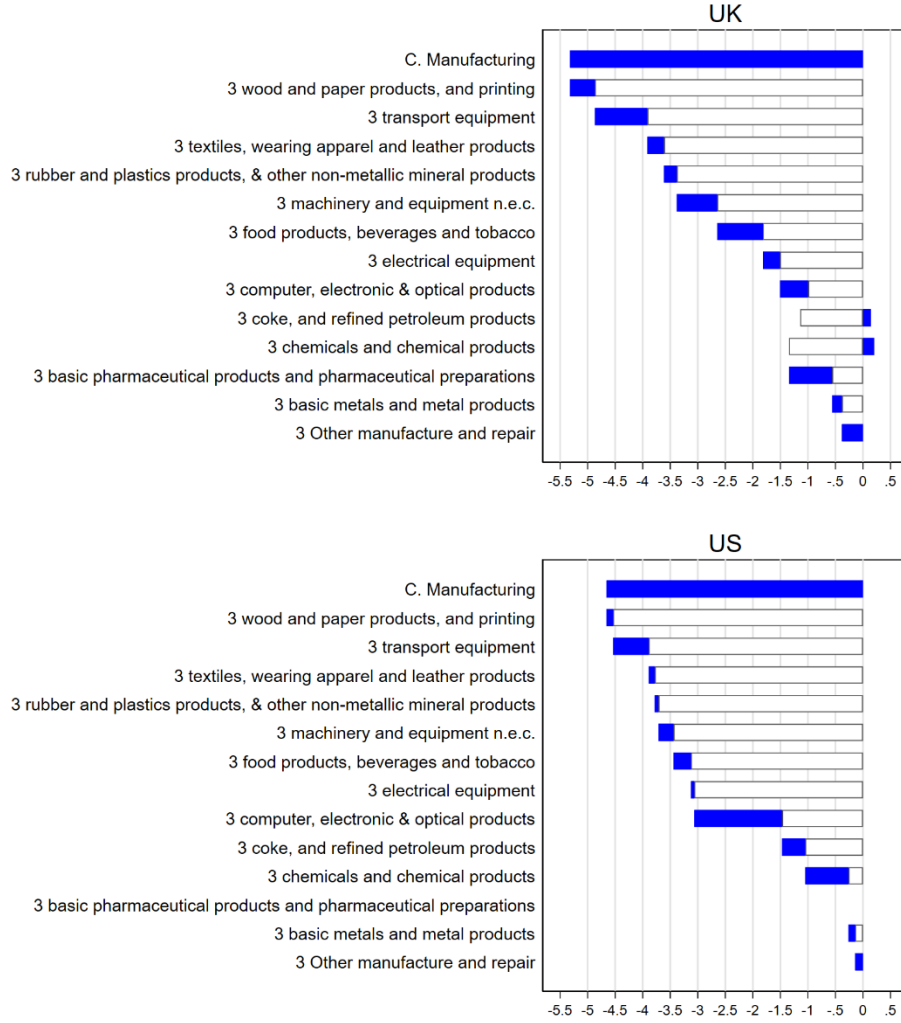 UK
C. Manufacturing
3 wood and paper products, and printing
3 transport equipment
3 textiles, wearing apparel and leather products
3 rubber and plastics products, & other non-metallic mineral products
3 machinery and equipment n.e.c.
3 food products, beverages and tobacco
3 electrical equipment
3 computer, electronic & optical products
3 coke, and refined petroleum products
3 chemicals and chemical products
3 basic pharmaceutical products and pharmaceutical preparations
3 basic metals and metal products
3 Other manufacture and repair
-5.5 -5 -4.5 -4 -3.5 -3 -2.5 -2 -1.5 -1 -.5 0 .5
US
C. Manufacturing
3 wood and paper products, and printing
3 transport equipment
3 textiles, wearing apparel and leather products
3 rubber and plastics products, & other non-metallic mineral products
3 machinery and equipment n.e.c.
3 food products, beverages and tobacco
3 electrical equipment
3 computer, electronic & optical products
3 coke, and refined petroleum products
3 chemicals and chemical products
3 basic pharmaceutical products and pharmaceutical preparations
3 basic metals and metal products
3 Other manufacture and repair
-5.5 -5 -4.5 -4 -3.5 -3 -2.5 -2 -1.5 -1 -.5 0 .5